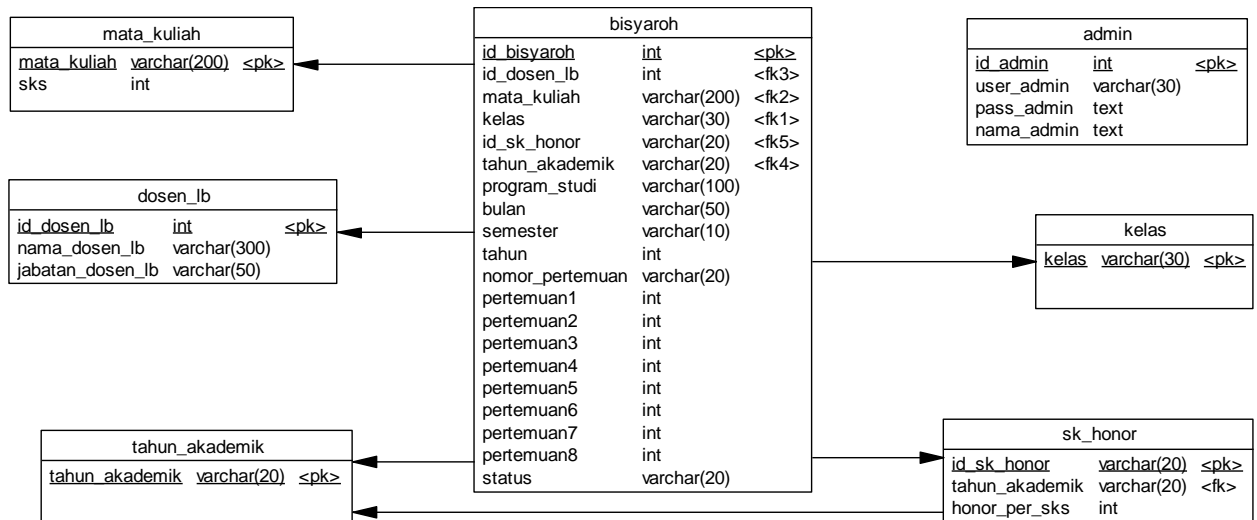 mata_kuliah
mata_kuliah varchar(200) <pk>
sks int
dosen_lb
id_dosen_lb int <pk>
nama_dosen_lb varchar(300)
jabatan_dosen_lb varchar(50)
tahun_akademik
tahun_akademik varchar(20) <pk>
bisyaroh
id_bisyaroh int <pk>
id_dosen_lb int <fk3>
mata_kuliah varchar(200) <fk2>
kelas varchar(30) <fk1>
id_sk_honor varchar(20) <fk5>
tahun_akademik varchar(20) <fk4>
program_studi varchar(100)
bulan varchar(50)
semester varchar(10)
tahun int
nomor_pertemuan varchar(20)
pertemuan1 int
pertemuan2 int
pertemuan3 int
pertemuan4 int
pertemuan5 int
pertemuan6 int
pertemuan7 int
pertemuan8 int
status varchar(20)
admin
id_admin int <pk>
user_admin varchar(30)
pass_admin text
nama_admin text
kelas
kelas varchar(30) <pk>
sk_honor
id_sk_honor varchar(20) <pk>
tahun_akademik varchar(20) <fk>
honor_per_sks int